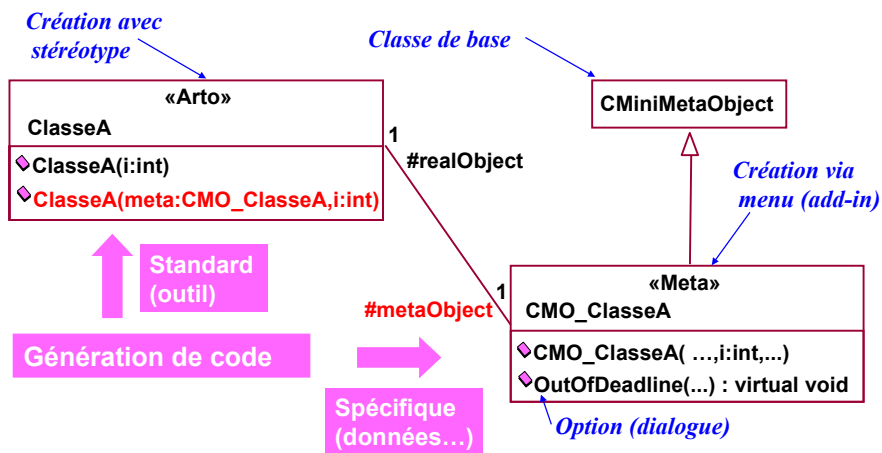 Création avec
stéréotype
Classe de base
«Arto»
ClasseA
ClasseA(i:int)
ClasseA(meta:CMO_ClasseA,i:int)
1
#realObject
CMiniMetaObject
Création via
menu (add-in)
Standard
(outil)
Génération de code
Spécifique
(données…)
1
#metaObject
«Meta»
CMO_ClasseA
CMO_ClasseA( …,i:int,...)
OutOfDeadline(...) : virtual void
Option (dialogue)